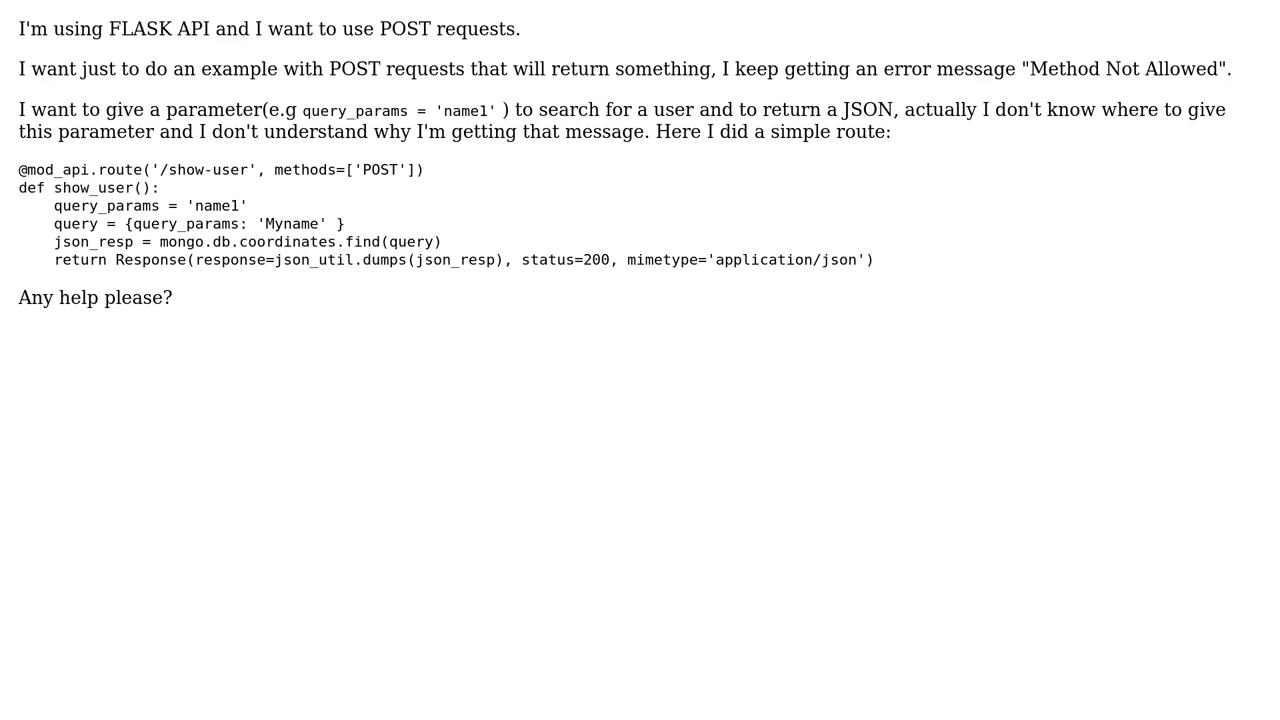 I'm using FLASK API and I want to use POST requests.
I want just to do an example with POST requests that will return something, I keep getting an error message "Method Not Allowed".
I want to give a parameter(e.g query_params = 'name1' ) to search for a user and to return a JSON, actually I don't know where to give
this parameter and I don't understand why I'm getting that message. Here I did a simple route:
@mod_api.route('/show-user', methods=['POST'])
def show_user():
    query_params = 'name1'
    query = {query_params: 'Myname' }
    json_resp = mongo.db.coordinates.find(query)
    return Response(response=json_util.dumps(json_resp), status=200, mimetype='application/json')
Any help please?